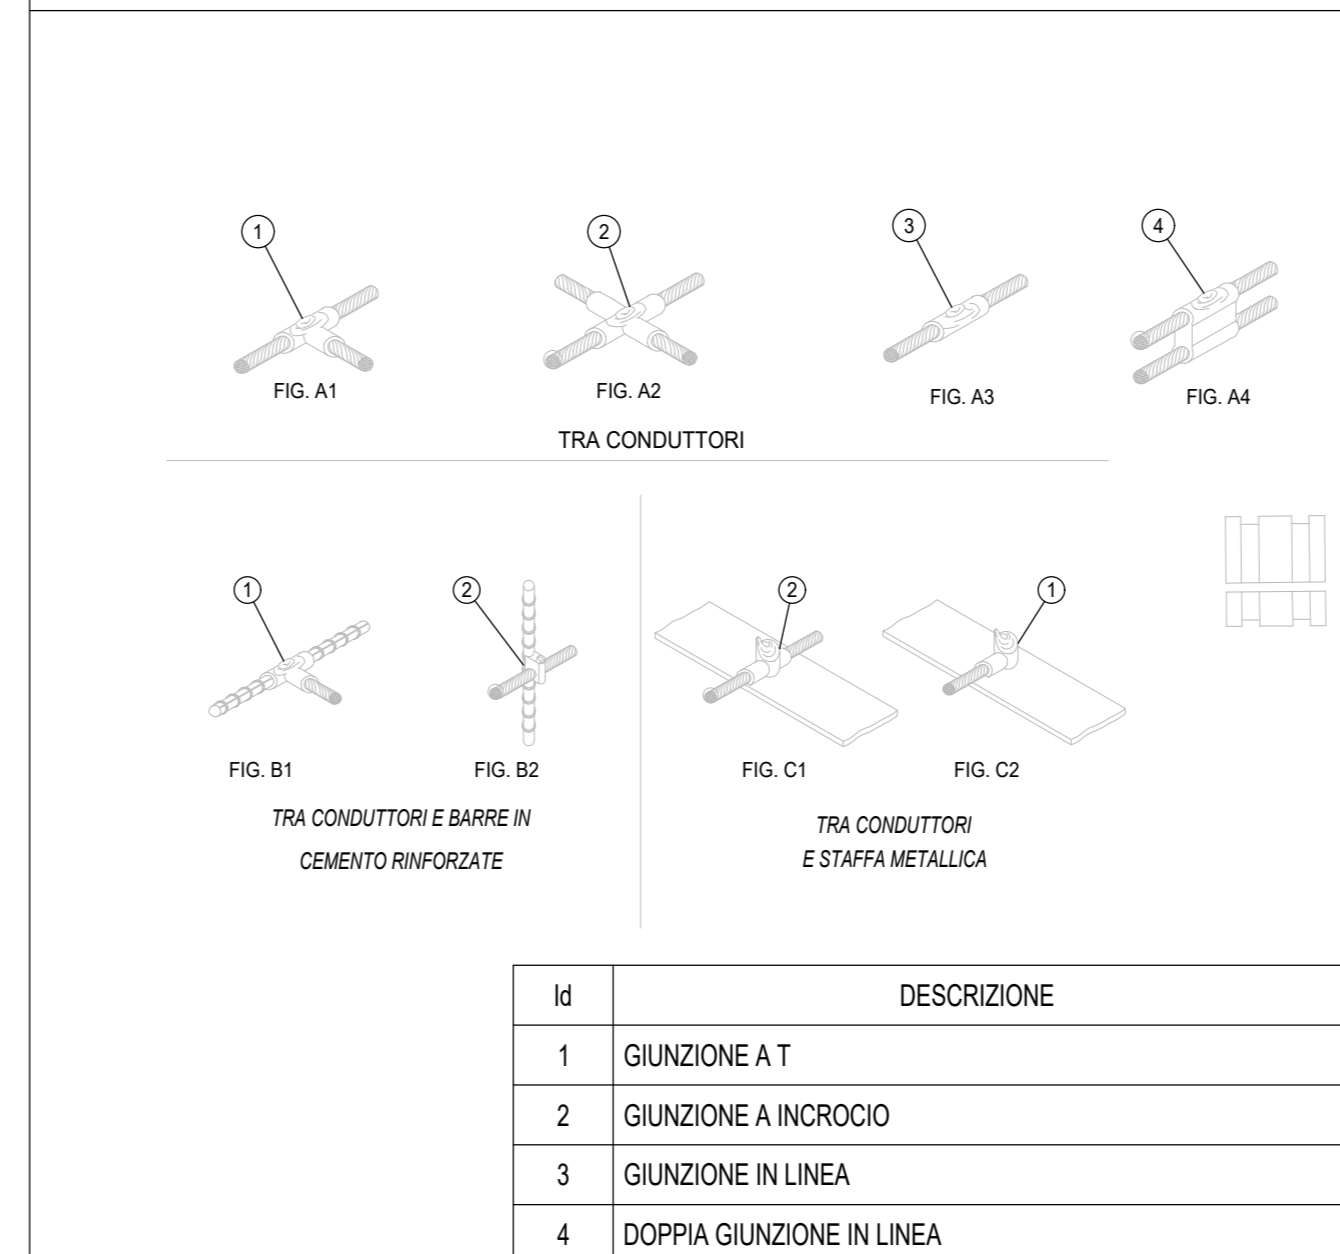 1 2 3 4
FIG. A1 FIG. A2 FIG. A3 FIG. A4
TRA CONDUTTORI
1 2 2 1
FIG. B1 FIG. B2 FIG. C1 FIG. C2
TRA CONDUTTORI E BARRE IN
CEMENTO RINFORZATE
TRA CONDUTTORI
E STAFFA METALLICA
Id DESCRIZIONE
1 GIUNZIONE A T
2 GIUNZIONE A INCROCIO
3 GIUNZIONE IN LINEA
4 DOPPIA GIUNZIONE IN LINEA